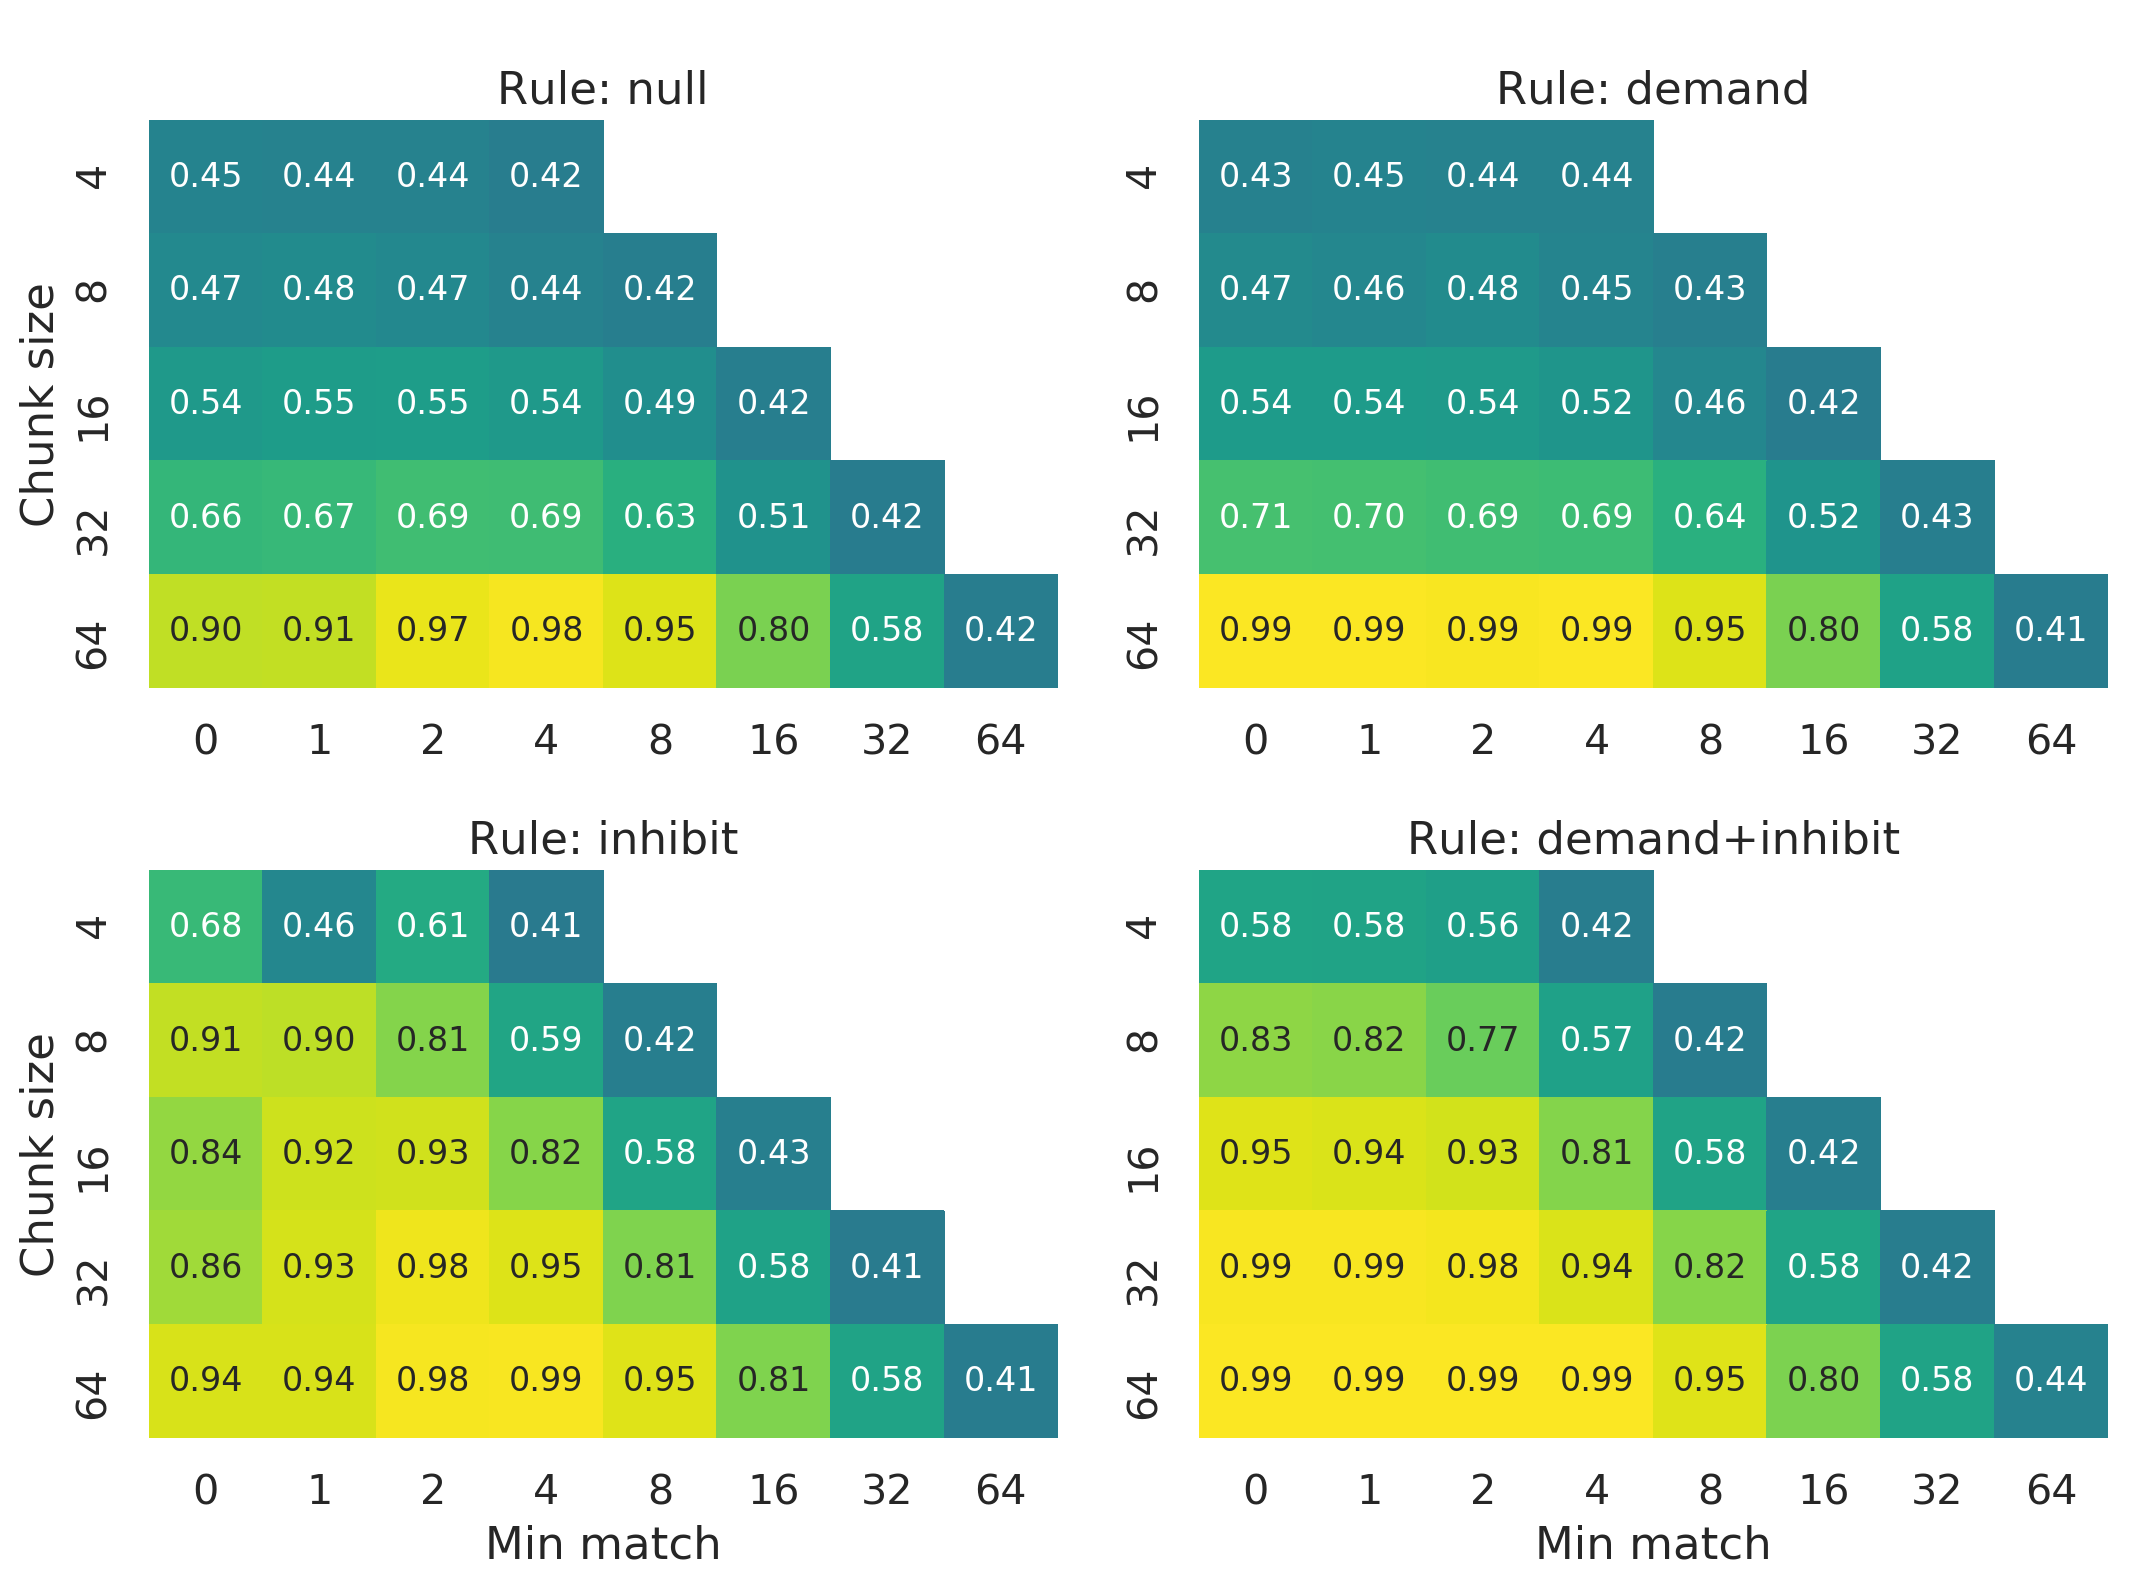 Rule: null
4 0.45 0.44 0.44 0.42
8 0.47 0.48 0.47 0.44 0.42
16 0.54 0.55 0.55 0.54 0.49 0.42
32 0.66 0.67 0.69 0.69 0.63 0.51 0.42
64 0.90 0.91 0.97 0.98 0.95 0.80 0.58 0.42
Chunk size
0 1 2 4 8 16 32 64
Rule: demand
4 0.43 0.45 0.44 0.44
8 0.47 0.46 0.48 0.45 0.43
16 0.54 0.54 0.54 0.52 0.46 0.42
32 0.71 0.70 0.69 0.69 0.64 0.52 0.43
64 0.99 0.99 0.99 0.99 0.95 0.80 0.58 0.41
0 1 2 4 8 16 32 64
Rule: inhibit
4 0.68 0.46 0.61 0.41
8 0.91 0.90 0.81 0.59 0.42
16 0.84 0.92 0.93 0.82 0.58 0.43
32 0.86 0.93 0.98 0.95 0.81 0.58 0.41
64 0.94 0.94 0.98 0.99 0.95 0.81 0.58 0.41
Chunk size
0 1 2 4 8 16 32 64
Min match
Rule: demand+inhibit
4 0.58 0.58 0.56 0.42
8 0.83 0.82 0.77 0.57 0.42
16 0.95 0.94 0.93 0.81 0.58 0.42
32 0.99 0.99 0.98 0.94 0.82 0.58 0.42
64 0.99 0.99 0.99 0.99 0.95 0.80 0.58 0.44
0 1 2 4 8 16 32 64
Min match